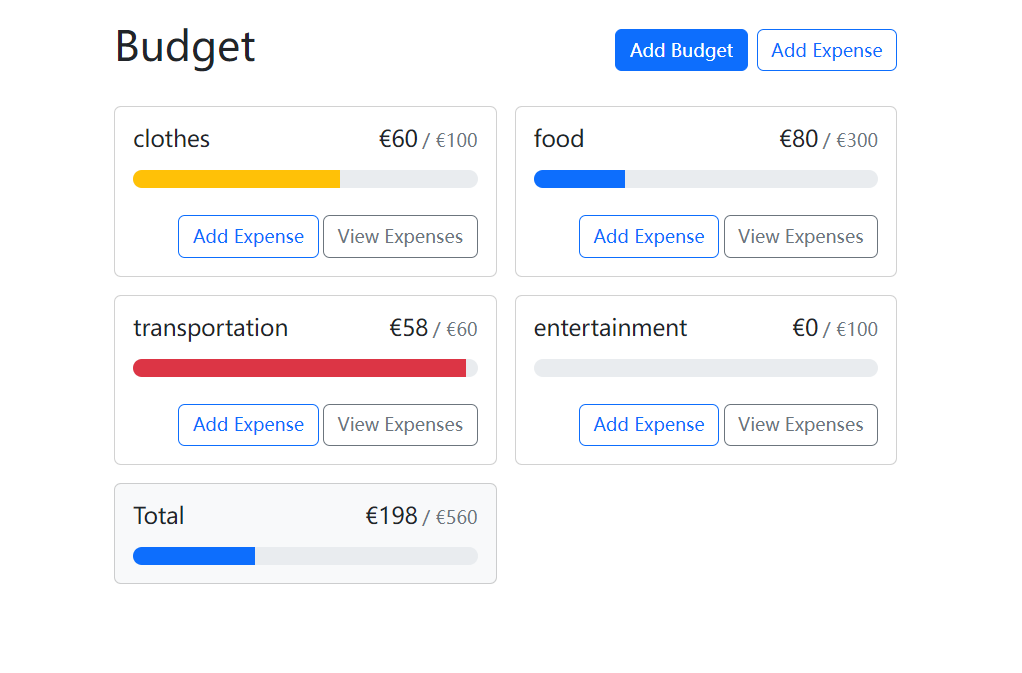 Budget
Add Budget
Add Expense
clothes
€60 / €100
Add Expense
View Expenses
food
€80 / €300
Add Expense
View Expenses
transportation
€58 / €60
Add Expense
View Expenses
entertainment
€0 / €100
Add Expense
View Expenses
Total
€198 / €560